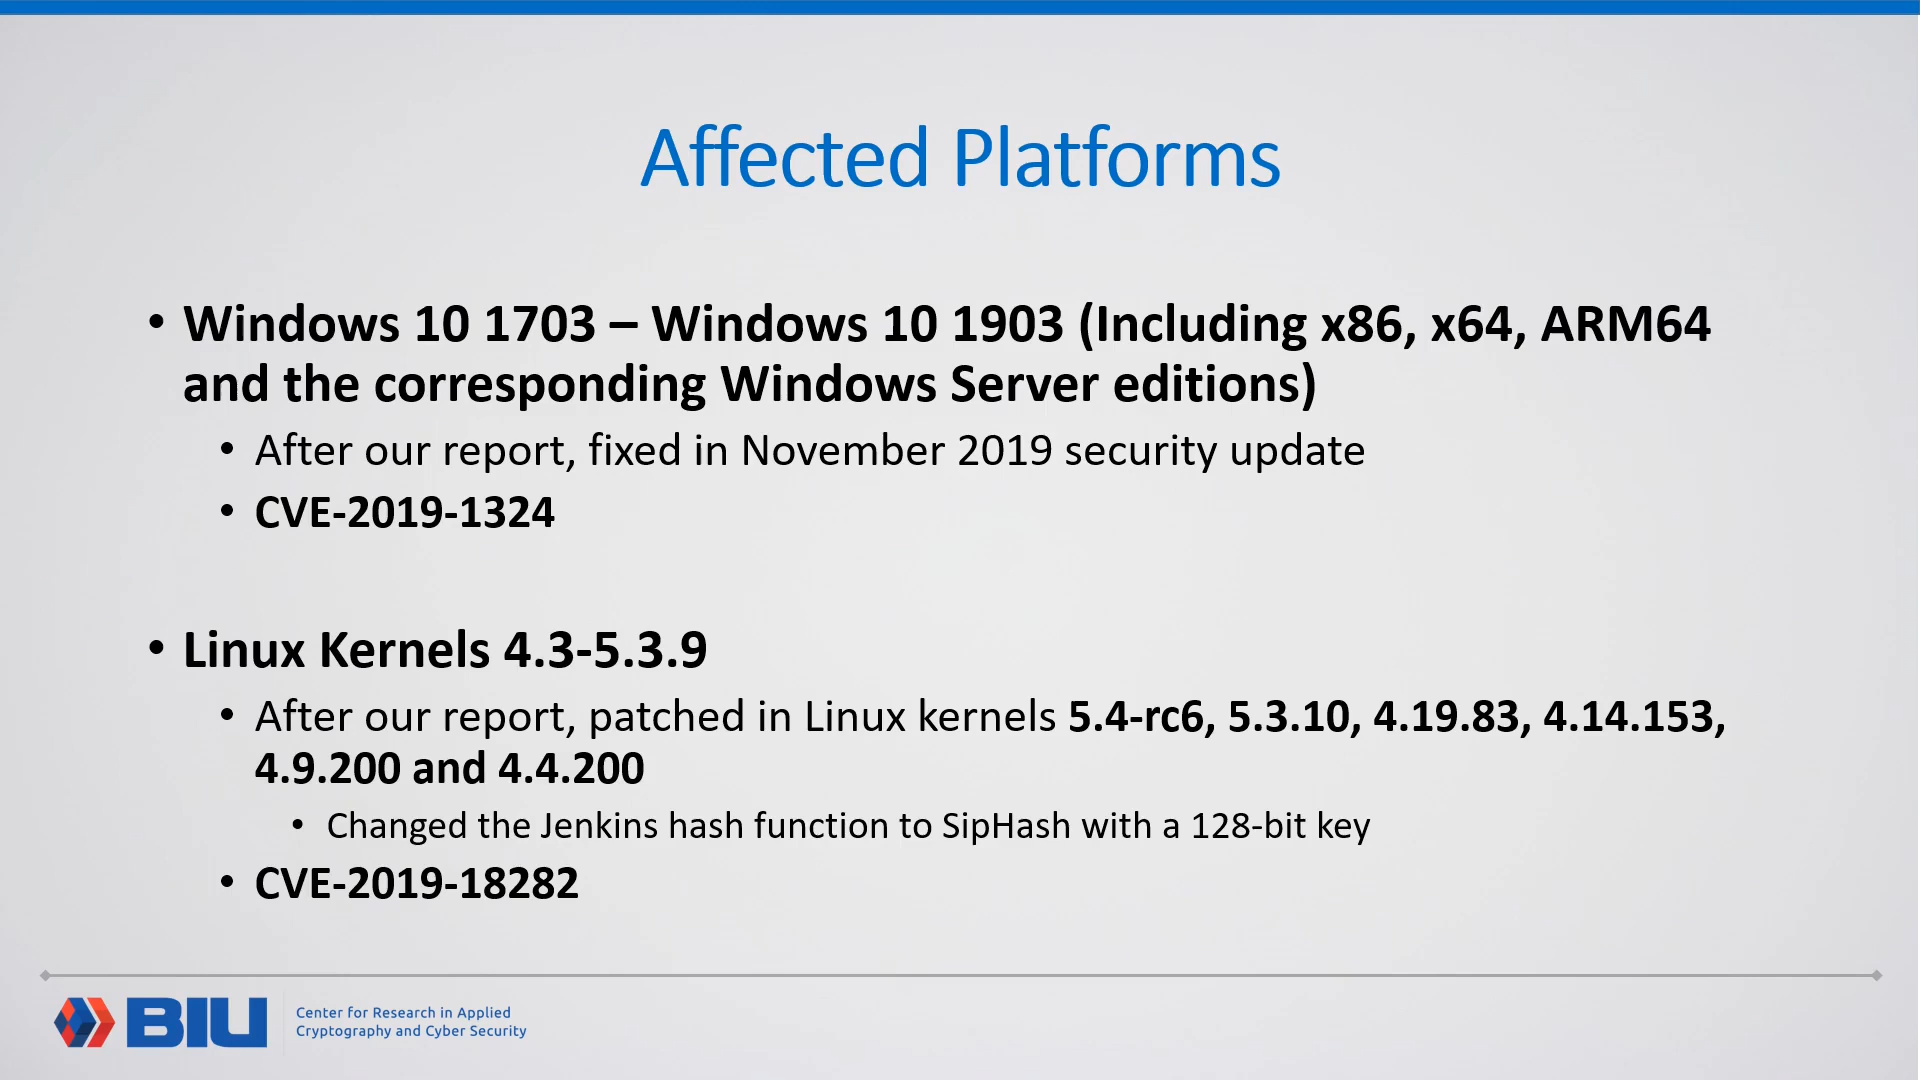 Affected Platforms
• Windows 10 1703 – Windows 10 1903 (Including x86, x64, ARM64
and the corresponding Windows Server editions)
• After our report, fixed in November 2019 security update
• CVE-2019-1324
• Linux Kernels 4.3-5.3.9
• After our report, patched in Linux kernels 5.4-rc6, 5.3.10, 4.19.83, 4.14.153,
4.9.200 and 4.4.200
• Changed the Jenkins hash function to SipHash with a 128-bit key
• CVE-2019-18282
BIU
Center for Research in Applied
Cryptography and Cyber Security